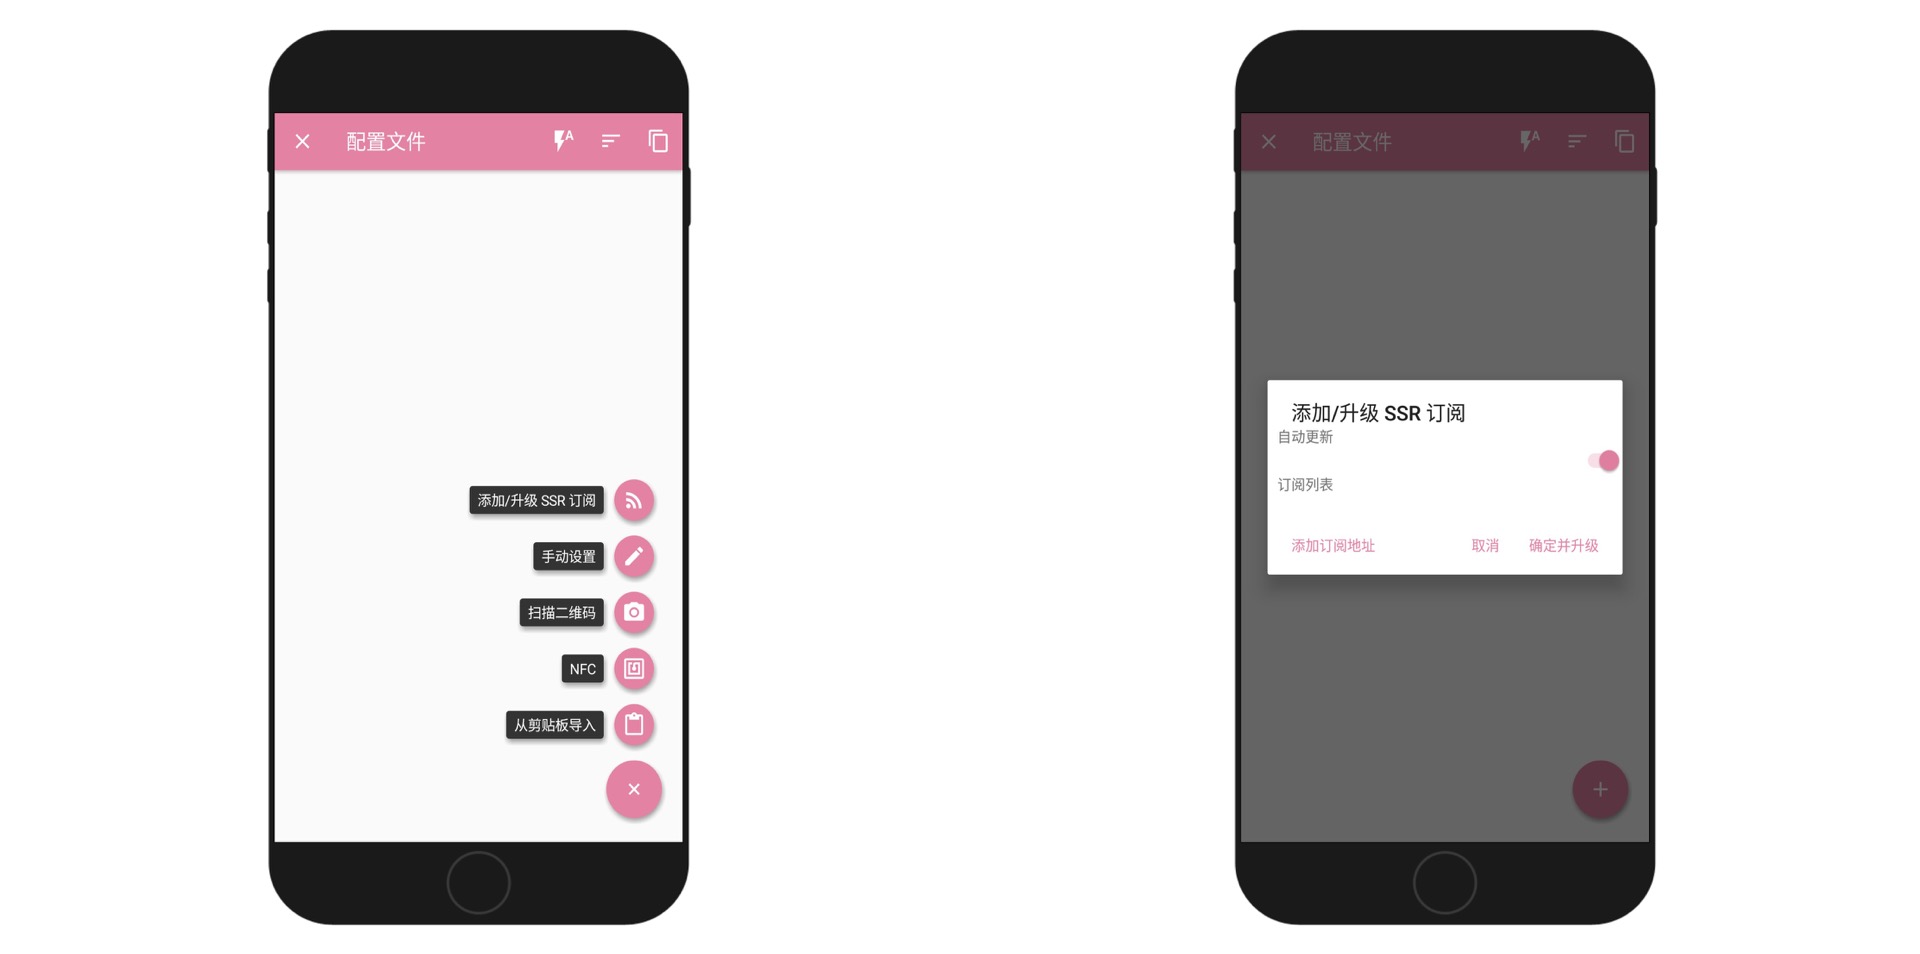 配置文件
A
添加/升级 SSR 订阅
手动设置
扫描二维码
NFC
从剪贴板导入
配置文件
A
添加/升级 SSR 订阅
自动更新
订阅列表
添加订阅地址 取消 确定并升级